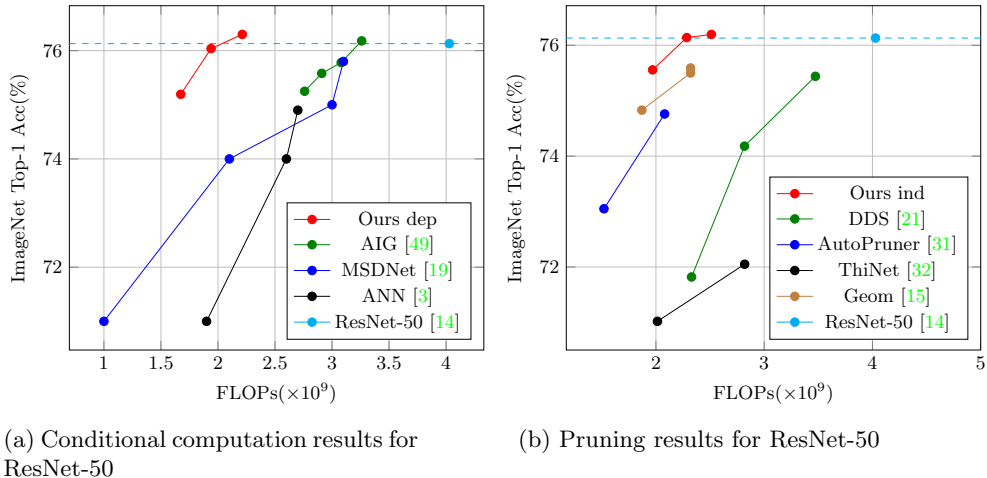 76
74
72
1
1.5
2
2.5
3
3.5
4
ImageNet Top-1 Acc(%)
FLOPs(×10⁹)
Ours dep
AIG [49]
MSDNet [19]
ANN [3]
ResNet-50 [14]
(a) Conditional computation results for
ResNet-50
76
74
72
2
3
4
5
ImageNet Top-1 Acc(%)
FLOPs(×10⁹)
Ours ind
DDS [21]
AutoPruner [31]
ThiNet [32]
Geom [15]
ResNet-50 [14]
(b) Pruning results for ResNet-50